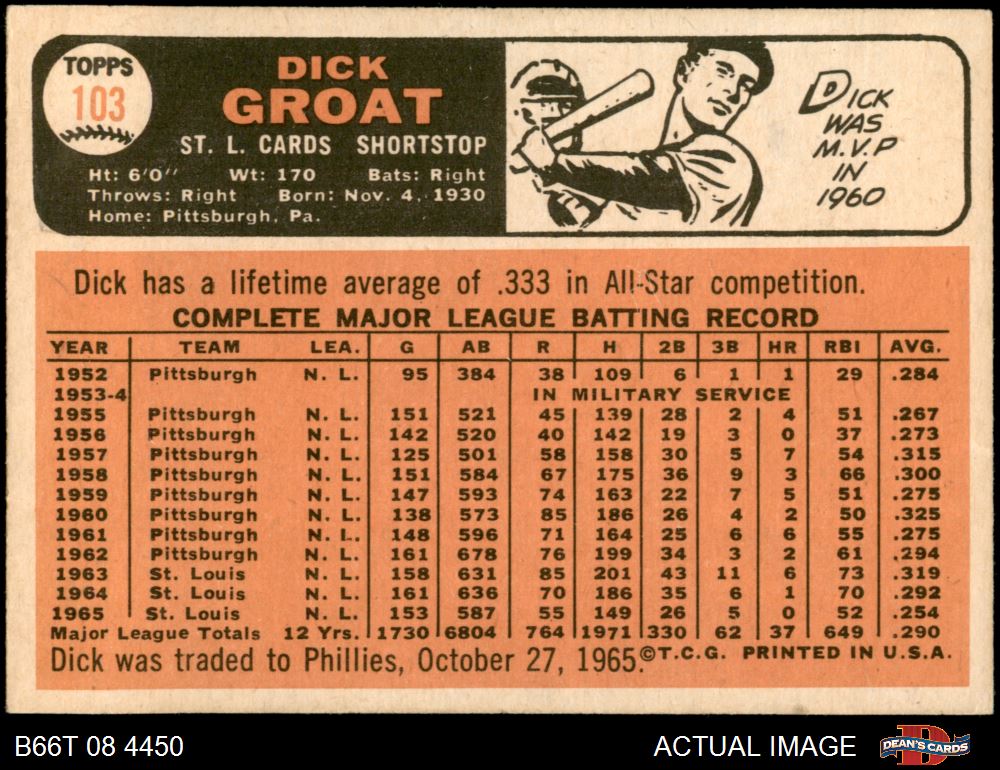 TOPPS
103
DICK
GROAT
ST. L. CARDS SHORTSTOP
Ht: 6'0" Wt: 170 Bats: Right
Throws: Right Born: Nov. 4, 1930
Home: Pittsburgh, Pa.
DICK
WAS
M.V.P
IN
1960
Dick has a lifetime average of .333 in All-Star competition.
COMPLETE MAJOR LEAGUE BATTING RECORD
YEAR TEAM LEA. G AB R H 2B 3B HR RBI AVG.
1952 Pittsburgh N. L. 95 384 38 109 6 1 1 29 .284
1953-4 IN MILITARY SERVICE
1955 Pittsburgh N. L. 151 521 45 139 28 2 4 51 .267
1956 Pittsburgh N. L. 142 520 40 142 19 3 0 37 .273
1957 Pittsburgh N. L. 125 501 58 158 30 5 7 54 .315
1958 Pittsburgh N. L. 151 584 67 175 36 9 3 66 .300
1959 Pittsburgh N. L. 147 593 74 163 22 7 5 51 .275
1960 Pittsburgh N. L. 138 573 85 186 26 4 2 50 .325
1961 Pittsburgh N. L. 148 596 71 164 25 6 6 55 .275
1962 Pittsburgh N. L. 161 678 76 199 34 3 2 61 .294
1963 St. Louis N. L. 158 631 85 201 43 11 6 73 .319
1964 St. Louis N. L. 161 636 70 186 35 6 1 70 .292
1965 St. Louis N. L. 153 587 55 149 26 5 0 52 .254
Major League Totals 12 Yrs. 1730 6804 764 1971 330 62 37 649 .290
Dick was traded to Phillies, October 27, 1965. ©T.C.G. PRINTED IN U.S.A.
B66T 08 4450 ACTUAL IMAGE
D
DEAN'S CARDS